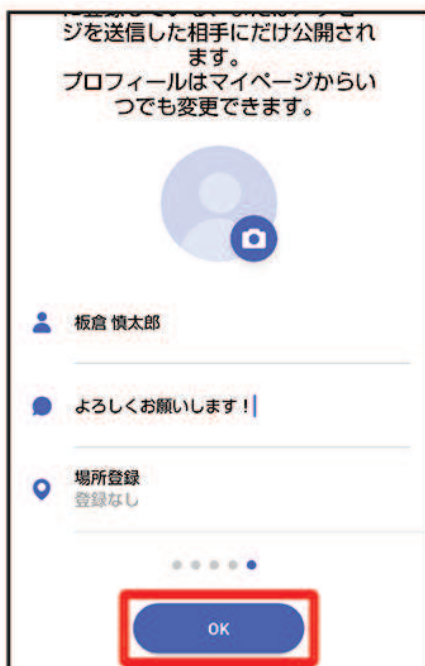 ジを送信した相手にだけ公開され
ます。
プロフィールはマイページからい
つでも変更できます。
板倉 慎太郎
よろしくお願いします！
場所登録
登録なし
OK